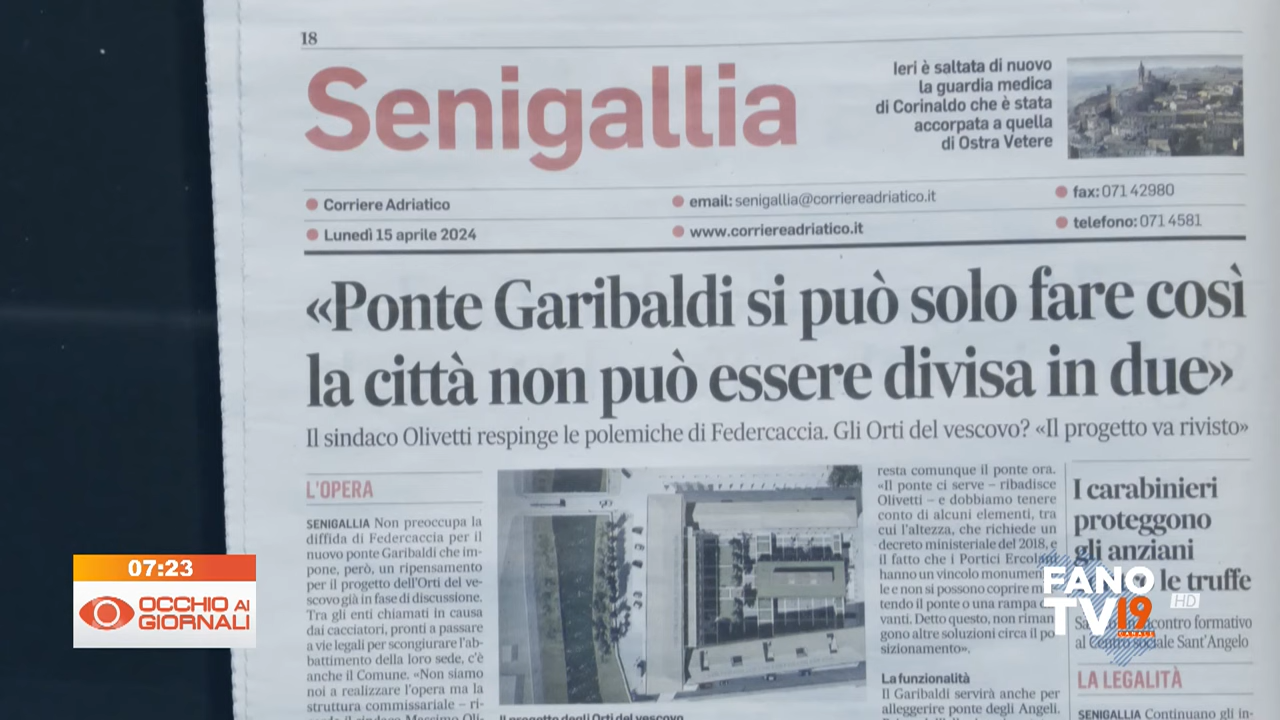 18
Senigallia
Ieri è saltata di nuovo
la guardia medica
di Corinaldo che è stata
accorpata a quella
di Ostra Vetere
Corriere Adriatico
email: senigallia@corriereadriatico.it
fax: 071 42980
Lunedì 15 aprile 2024
www.corriereadriatico.it
telefono: 071 4581
«Ponte Garibaldi si può solo fare così
la città non può essere divisa in due»
Il sindaco Olivetti respinge le polemiche di Federcaccia. Gli Orti del vescovo? «Il progetto va rivisto»
L'OPERA
SENIGALLIA Non preoccupa la
diffida di Federcaccia per il
nuovo ponte Garibaldi che im-
pone, però, un ripensamento
per il progetto dell'Orti del ve-
scovo già in fase di discussione.
Tra gli enti chiamati in causa
dai cacciatori, pronti a passare
a vie legali per scongiurare l'ab-
battimento della loro sede, c'è
anche il Comune. «Non siamo
noi a realizzare l'opera ma la
struttura commissariale – ri-
Il progetto degli Orti del vescovo
resta comunque il ponte ora.
«Il ponte ci serve – ribadisce
Olivetti – e dobbiamo tenere
conto di alcuni elementi, tra
cui l'altezza, che richiede un
decreto ministeriale del 2018, e
il fatto che i Portici Ercolan
hanno un vincolo monumen
le e non si possono coprire m
tendo il ponte o una rampa
vanti. Detto questo, non riman
gono altre soluzioni circa il po
sizionamento».
La funzionalità
Il Garibaldi servirà anche per
alleggerire ponte degli Angeli.
I carabinieri
proteggono
gli anziani
le truffe
contro formativo
al Centro sociale Sant'Angelo
LA LEGALITÀ
SENIGALLIA Continuano gli in-
07:23
OCCHIO AI
GIORNALI
FANO
TV19
CANALE
HD